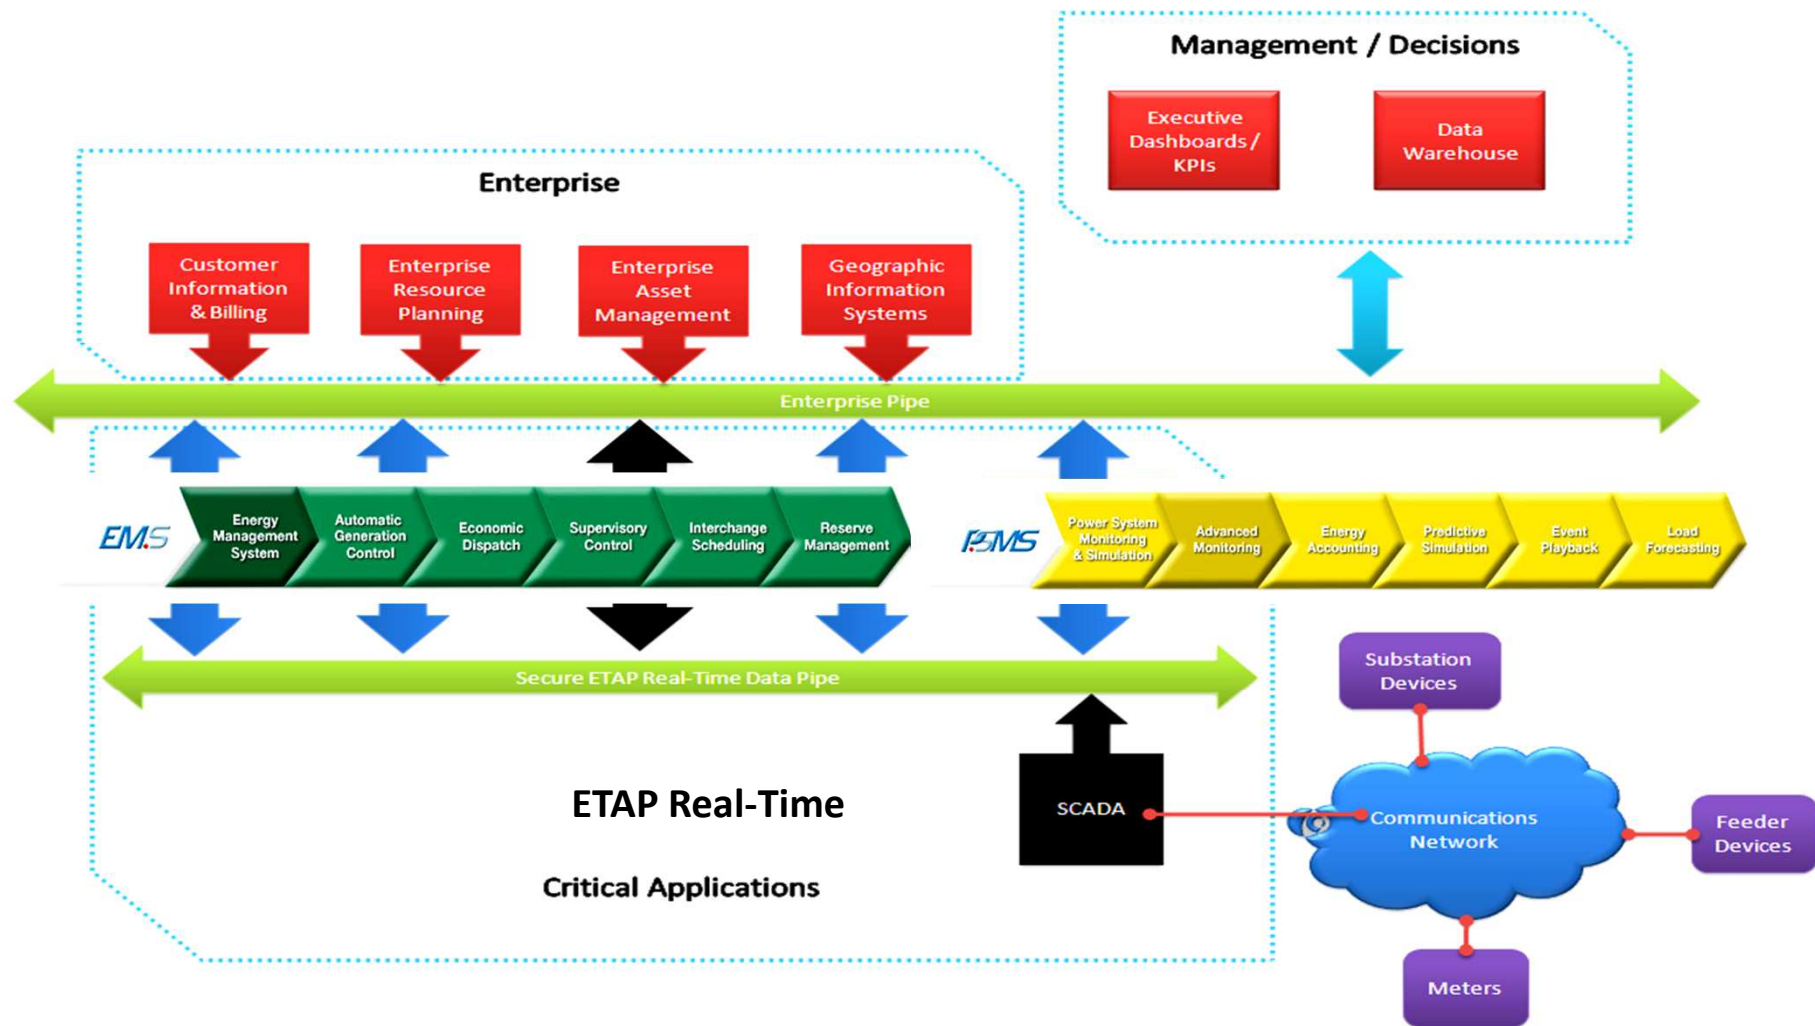 Management / Decisions
Executive
Dashboards /
KPIs
Data
Warehouse
Enterprise
Customer
Information
& Billing
Enterprise
Resource
Planning
Enterprise
Asset
Management
Geographic
Information
Systems
Enterprise Pipe
EMS
Energy
Management
System
Automatic
Generation
Control
Economic
Dispatch
Supervisory
Control
Interchange
Scheduling
Reserve
Management
PSMS
Power System
Monitoring
& Simulation
Advanced
Monitoring
Energy
Accounting
Predictive
Simulation
Event
Playback
Load
Forecasting
Secure ETAP Real-Time Data Pipe
Substation
Devices
ETAP Real-Time
SCADA
Communications
Network
Feeder
Devices
Critical Applications
Meters